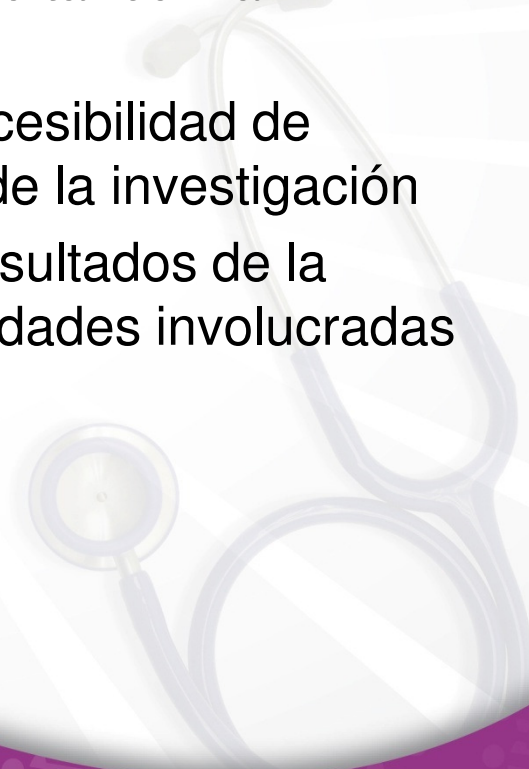 cesibilidad de
de la investigación
sultados de la
dades involucradas